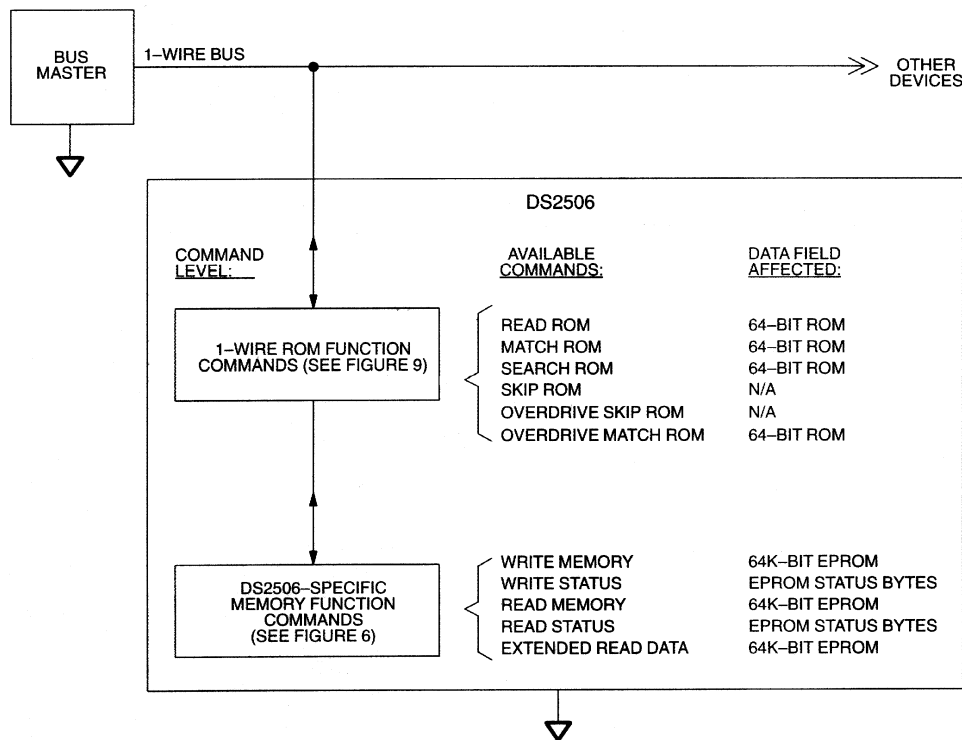 BUS
MASTER
1–WIRE BUS
OTHER
DEVICES
DS2506
COMMAND
LEVEL:
AVAILABLE
COMMANDS:
DATA FIELD
AFFECTED:
1–WIRE ROM FUNCTION
COMMANDS (SEE FIGURE 9)
READ ROM 64–BIT ROM
MATCH ROM 64–BIT ROM
SEARCH ROM 64–BIT ROM
SKIP ROM N/A
OVERDRIVE SKIP ROM N/A
OVERDRIVE MATCH ROM 64–BIT ROM
DS2506–SPECIFIC
MEMORY FUNCTION
COMMANDS
(SEE FIGURE 6)
WRITE MEMORY 64K–BIT EPROM
WRITE STATUS EPROM STATUS BYTES
READ MEMORY 64K–BIT EPROM
READ STATUS EPROM STATUS BYTES
EXTENDED READ DATA 64K–BIT EPROM